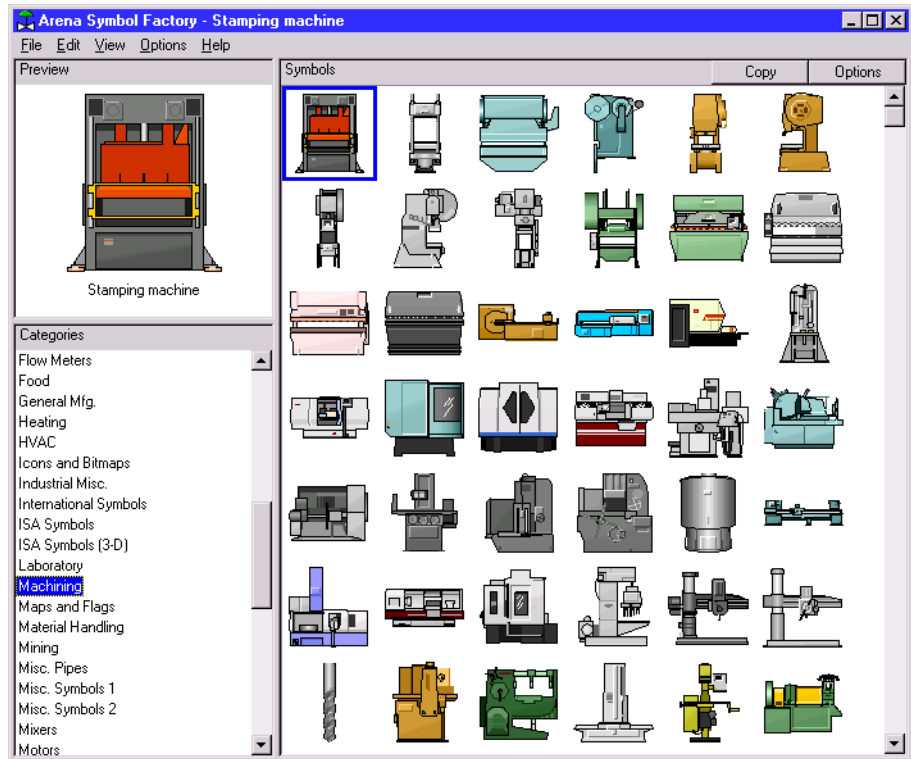 Arena Symbol Factory - Stamping machine
File Edit View Options Help
Preview
Symbols
Copy
Options
Stamping machine
Categories
Flow Meters
Food
General Mfg.
Heating
HVAC
Icons and Bitmaps
Industrial Misc.
International Symbols
ISA Symbols
ISA Symbols (3-D)
Laboratory
Machining
Maps and Flags
Material Handling
Mining
Misc. Pipes
Misc. Symbols 1
Misc. Symbols 2
Mixers
Motors